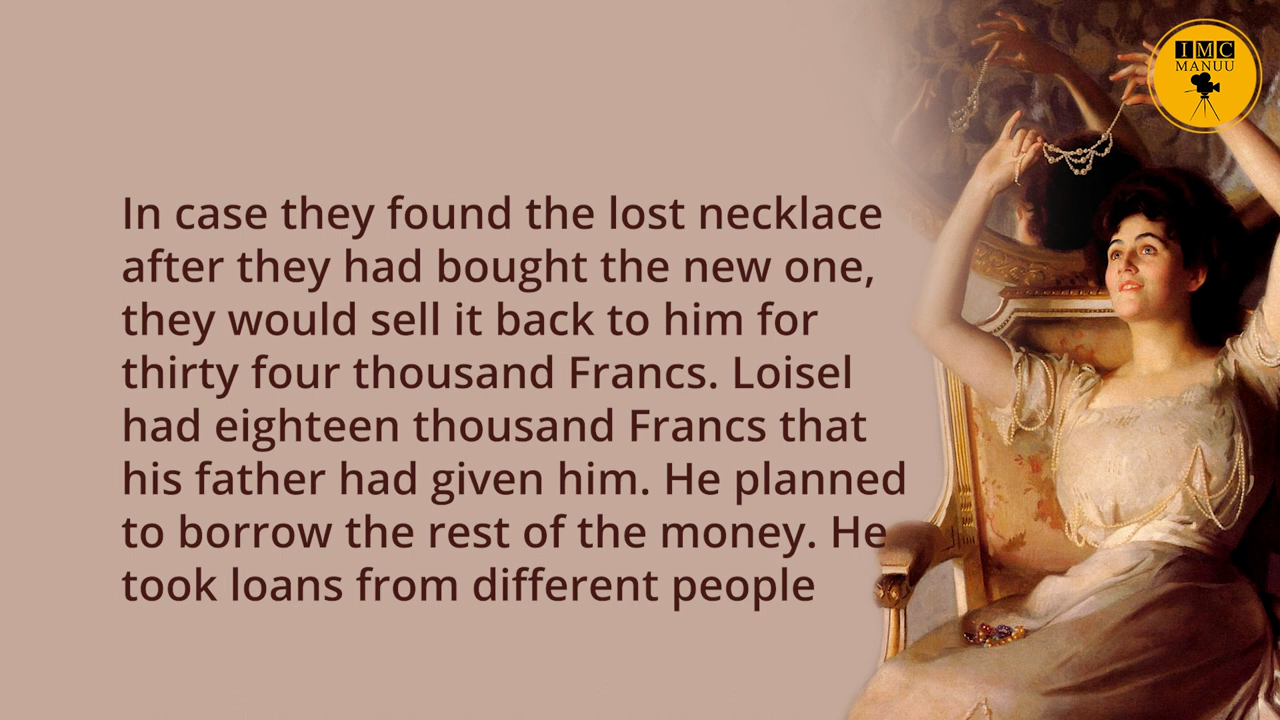 IMC
MANUU
In case they found the lost necklace
after they had bought the new one,
they would sell it back to him for
thirty four thousand Francs. Loisel
had eighteen thousand Francs that
his father had given him. He planned
to borrow the rest of the money. He
took loans from different people